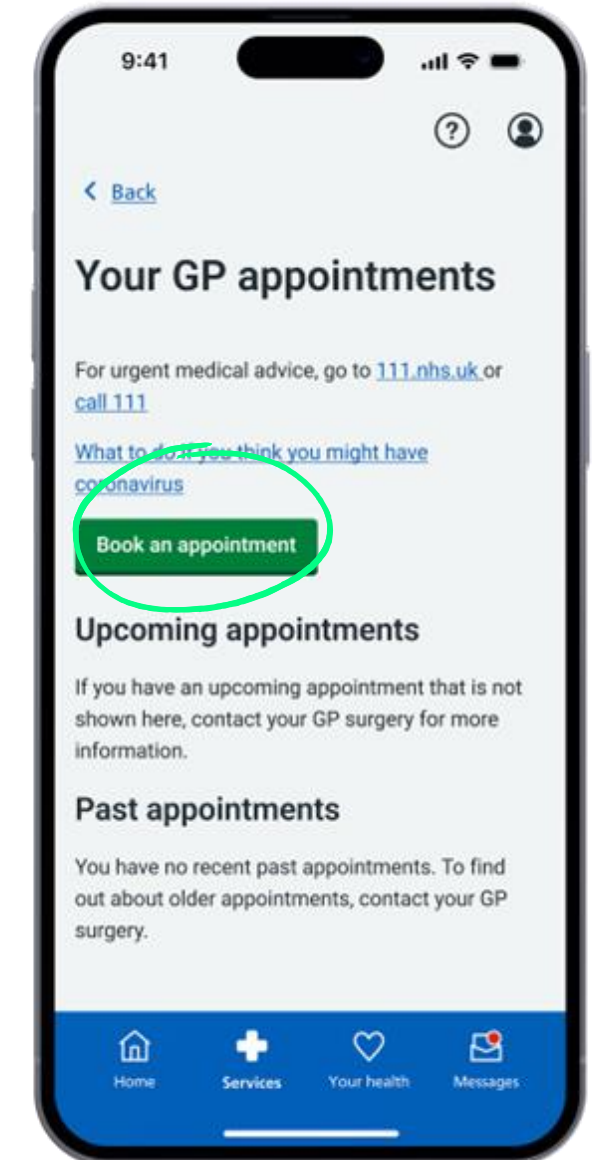 9:41
Back
Your GP appointments
For urgent medical advice, go to 111.nhs.uk or
call 111
What to do if you think you might have
coronavirus
Book an appointment
Upcoming appointments
If you have an upcoming appointment that is not
shown here, contact your GP surgery for more
information.
Past appointments
You have no recent past appointments. To find
out about older appointments, contact your GP
surgery.
Home Services Your health Messages